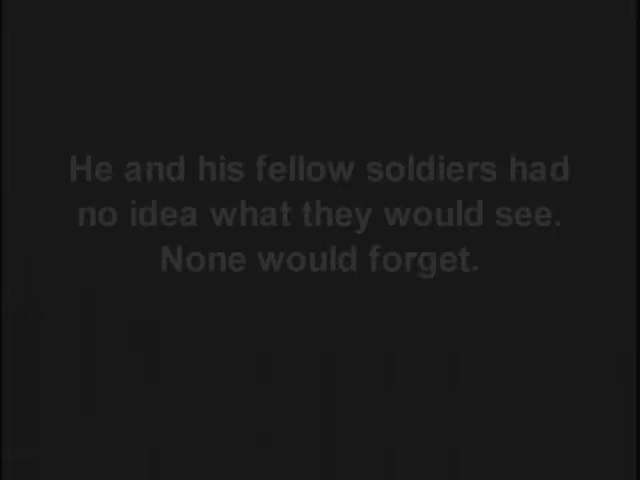 He and his fellow soldiers had
no idea what they would see.
None would forget.